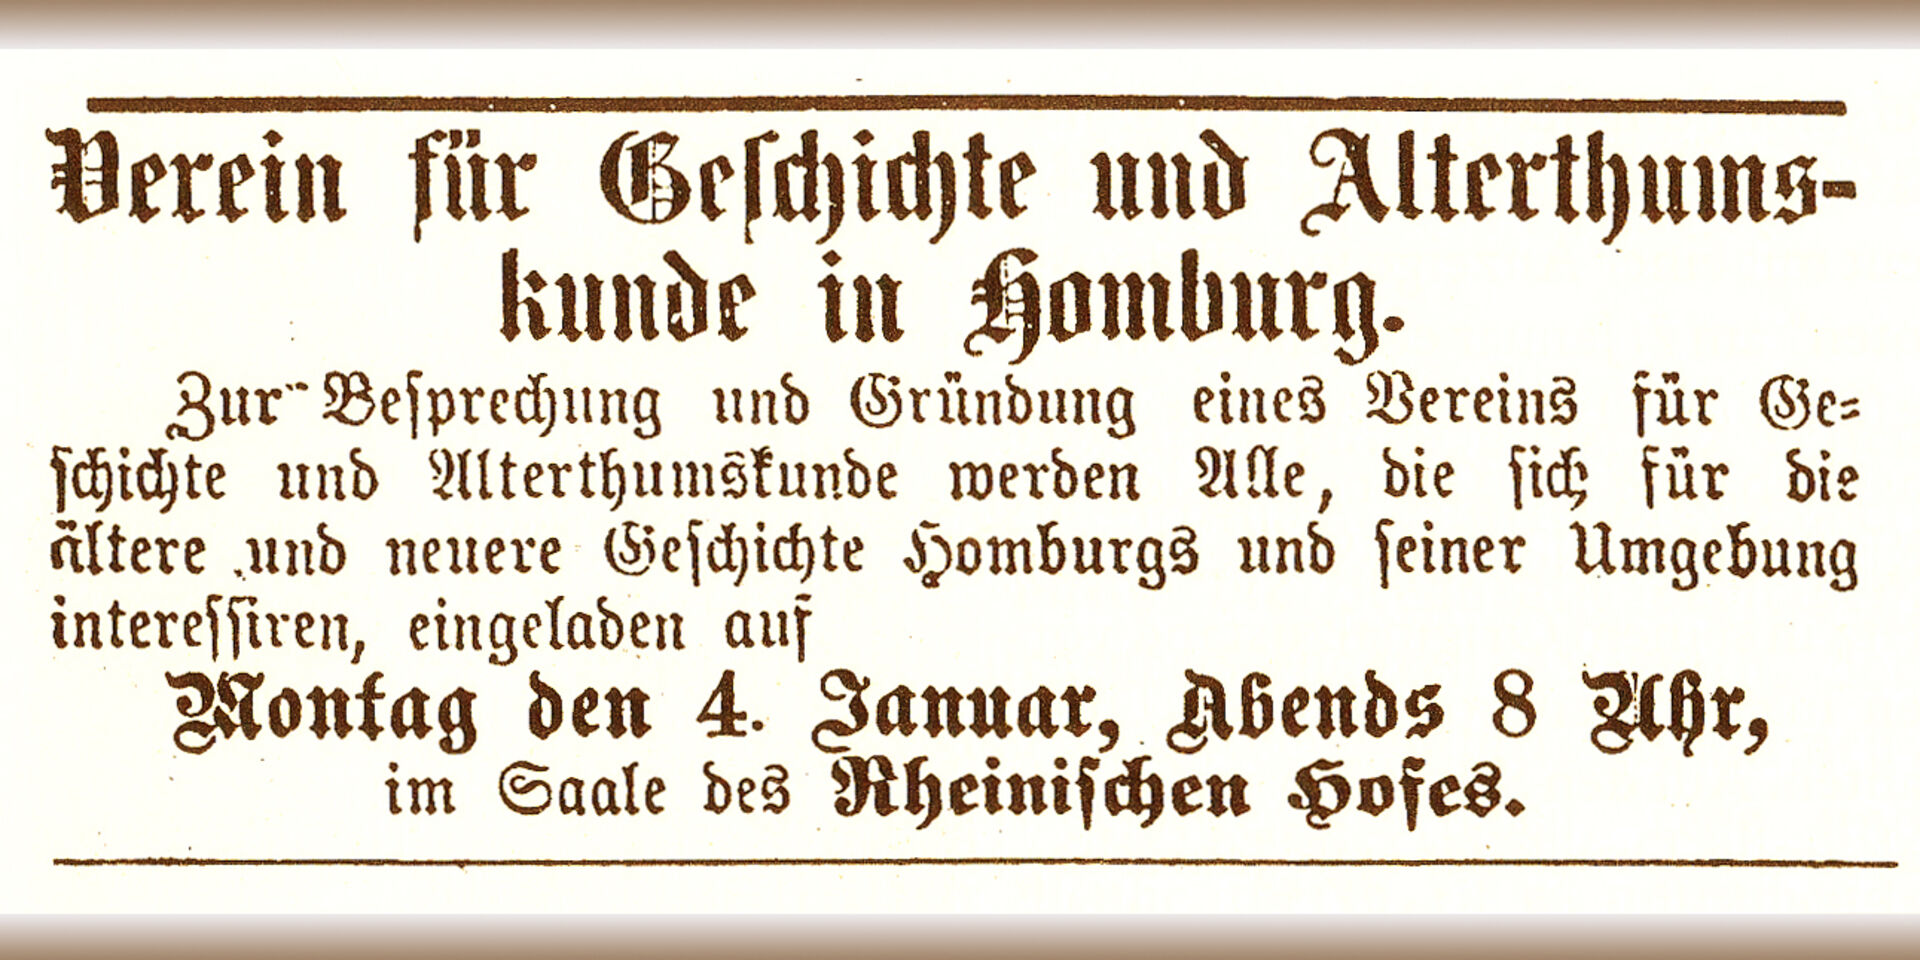 Verein für Geschichte und Alterthums-
kunde in Homburg.
Zur Besprechung und Gründung eines Vereins für Ge-
schichte und Alterthumskunde werden Alle, die sich für die
ältere und neuere Geschichte Homburgs und seiner Umgebung
interessiren, eingeladen auf
Montag den 4. Januar, Abends 8 Uhr,
im Saale des Rheinischen Hofes.